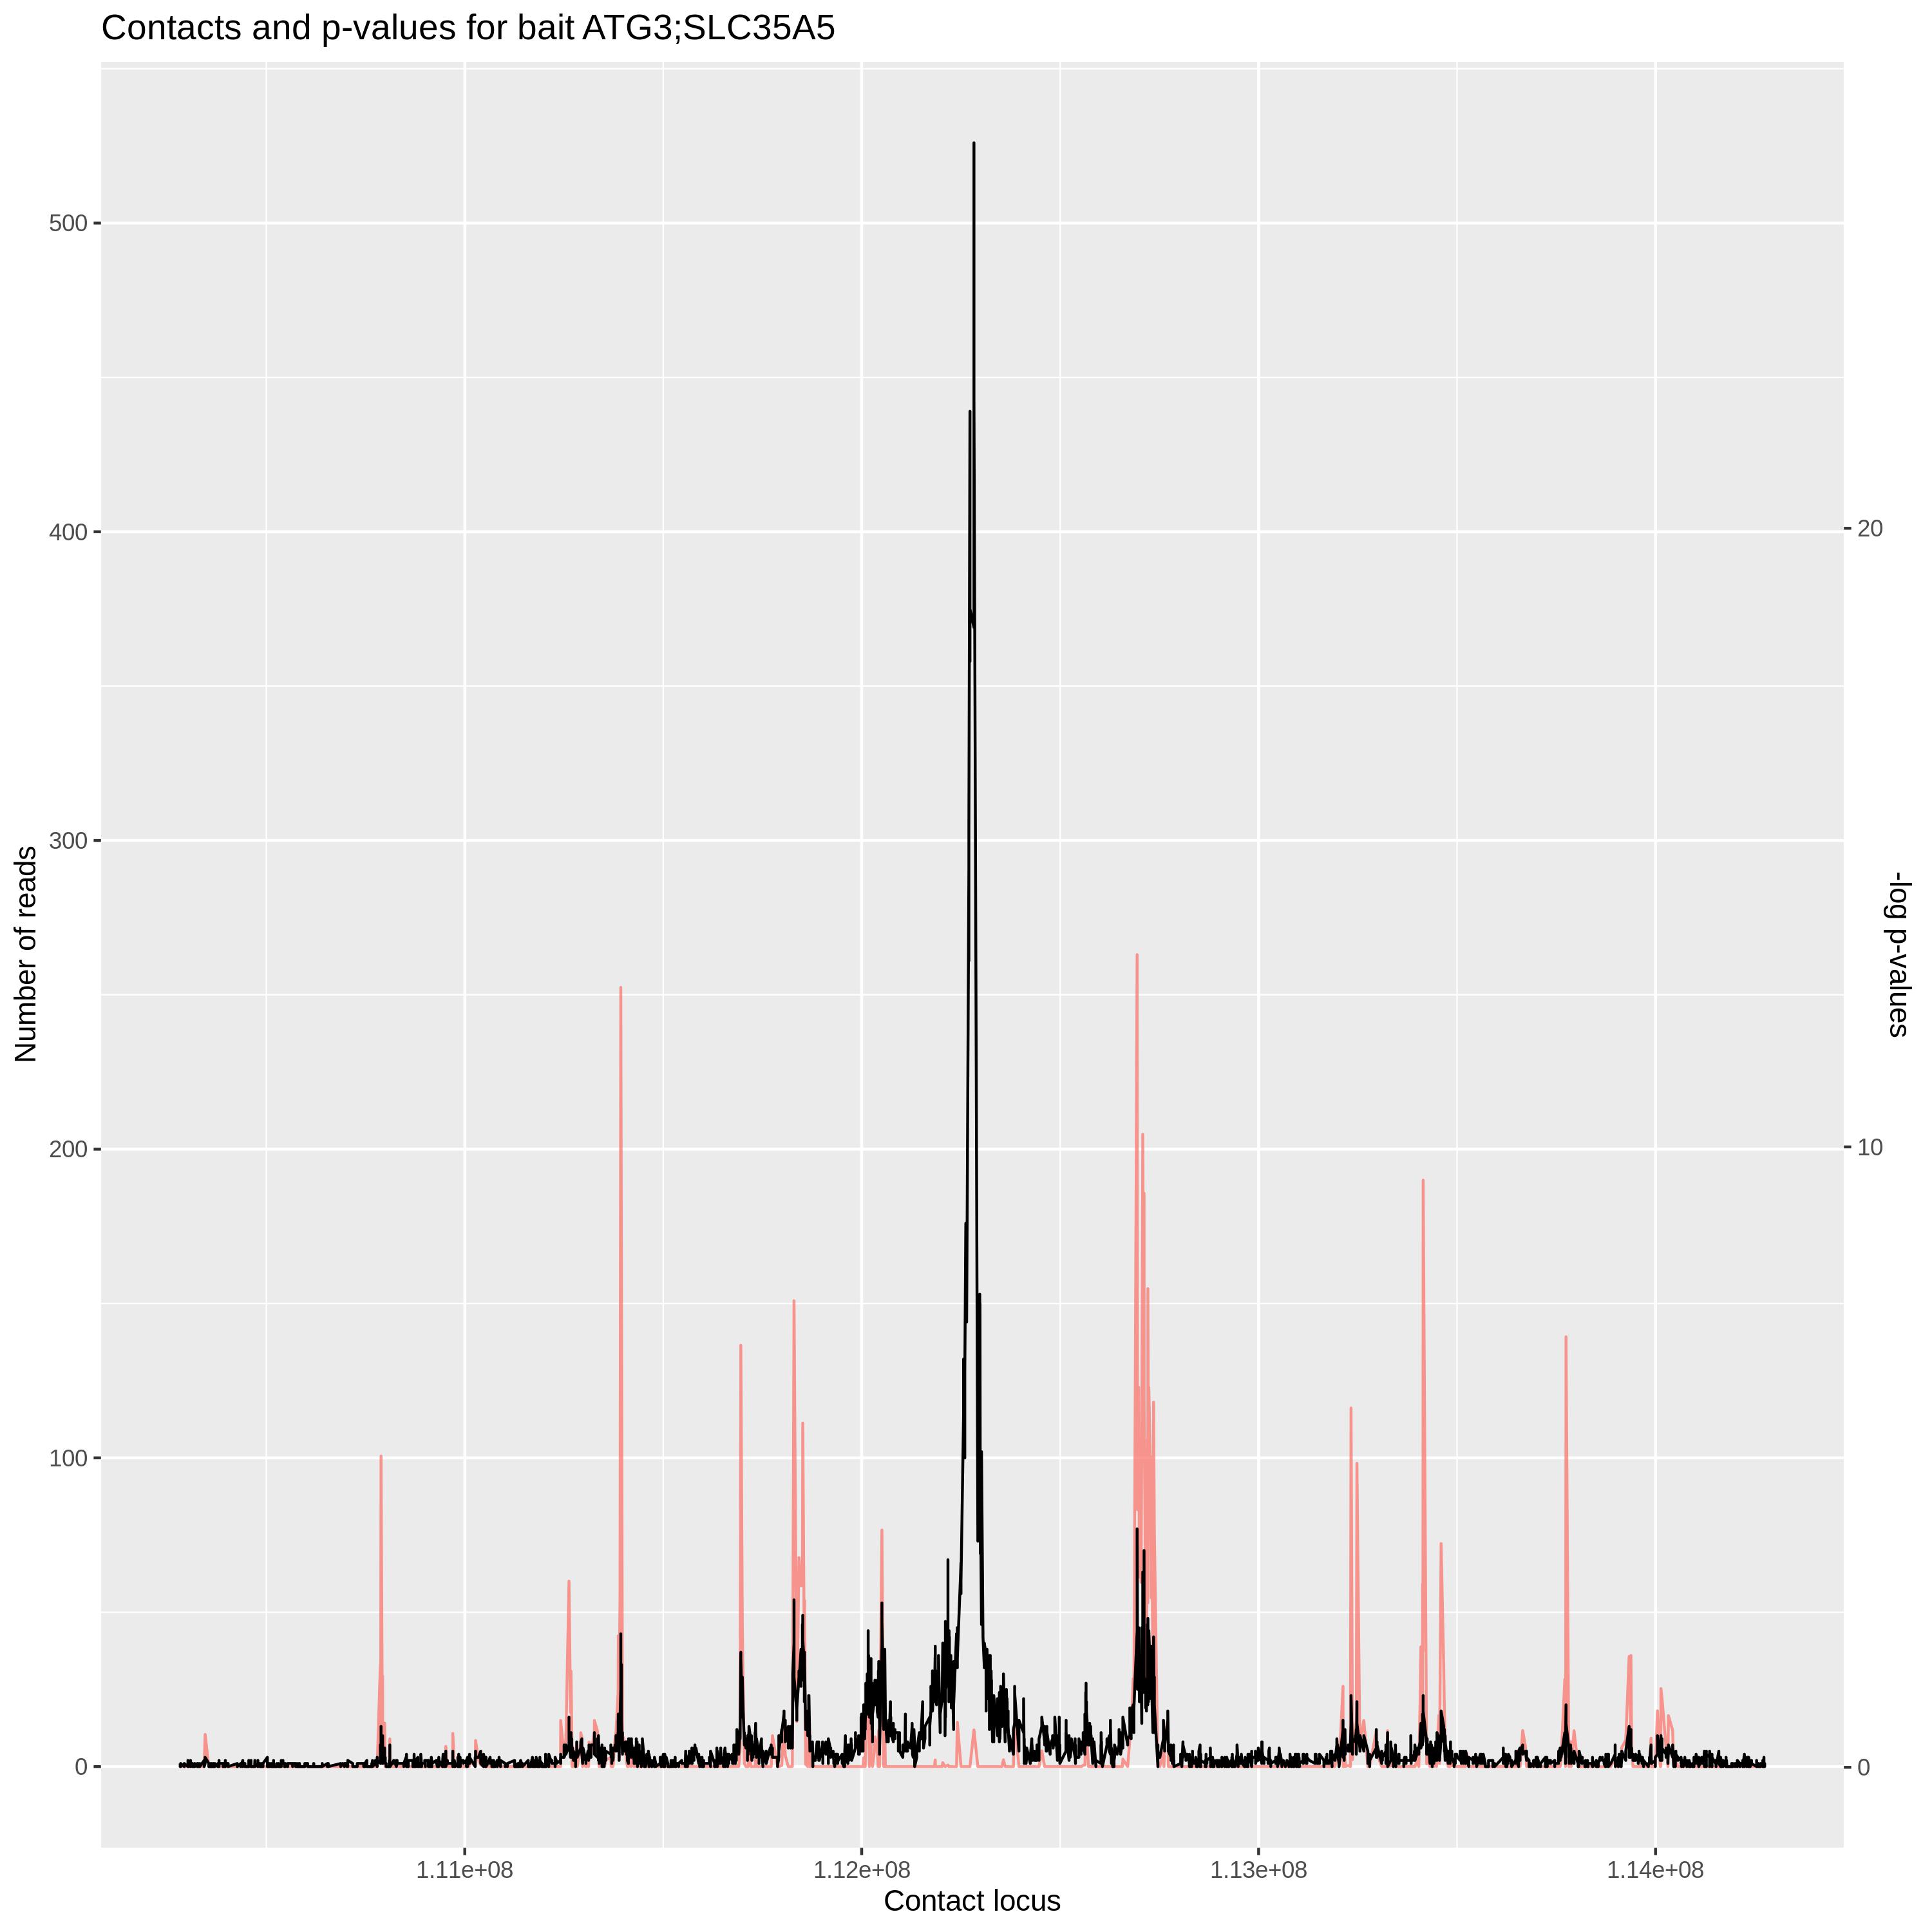 Contacts and p-values for bait ATG3;SLC35A5
Number of reads
500
400
300
200
100
0
20
10
0
-log p-values
1.11e+08
1.12e+08
1.13e+08
1.14e+08
Contact locus